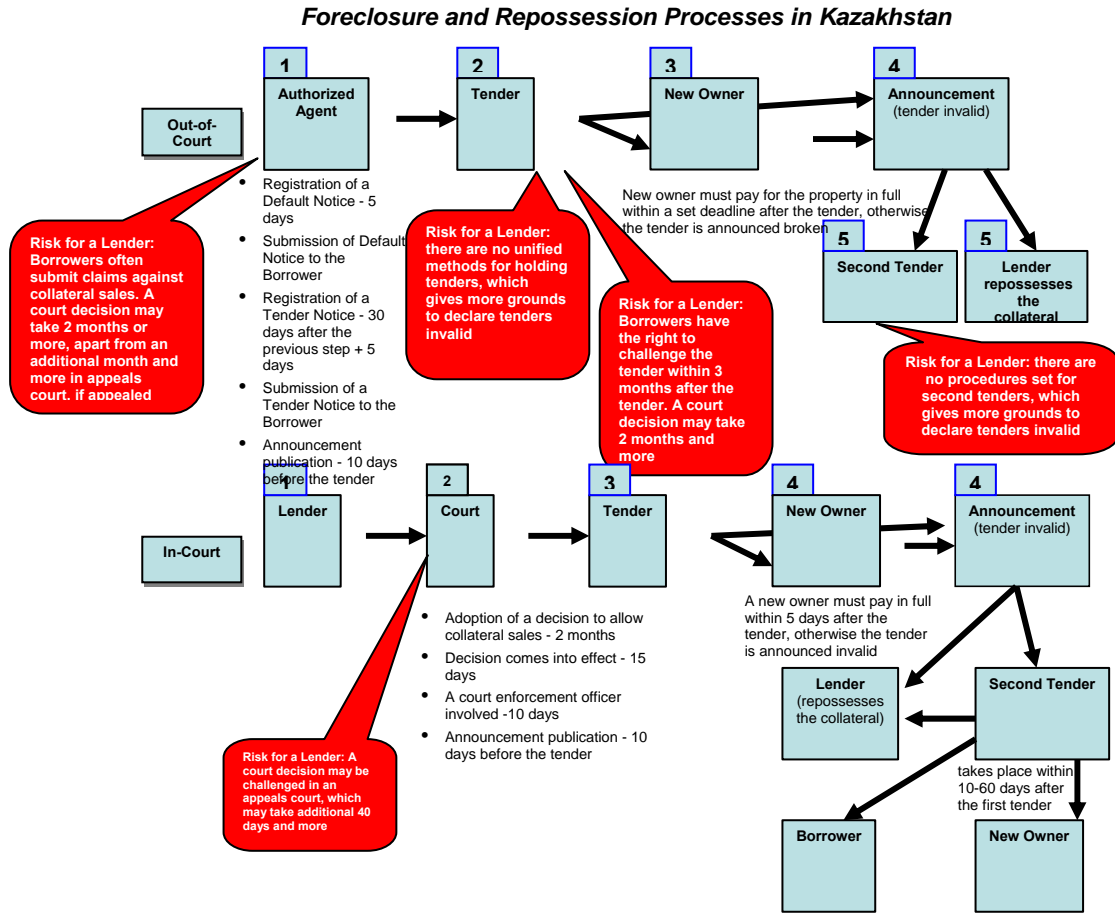 Foreclosure and Repossession Processes in Kazakhstan
Out-of-
Court
1
Authorized
Agent
2
Tender
3
New Owner
4
Announcement
(tender invalid)
• Registration of a
Default Notice - 5
days
• Submission of Default
Notice to the
Borrower
• Registration of a
Tender Notice - 30
days after the
previous step + 5
days
• Submission of a
Tender Notice to the
Borrower
• Announcement
publication - 10 days
before the tender
Risk for a Lender:
Borrowers often
submit claims against
collateral sales. A
court decision may
take 2 months or
more, apart from an
additional month and
more in appeals
court, if appealed
Risk for a Lender:
there are no unified
methods for holding
tenders, which
gives more grounds
to declare tenders
invalid
Risk for a Lender:
Borrowers have
the right to
challenge the
tender within 3
months after the
tender. A court
decision may take
2 months and
more
New owner must pay for the property in full
within a set deadline after the tender, otherwise
the tender is announced broken
5
Second Tender
5
Lender
repossesses
the
collateral
Risk for a Lender: there are
no procedures set for
second tenders, which
gives more grounds to
declare tenders invalid
In-Court
1
Lender
2
Court
3
Tender
4
New Owner
4
Announcement
(tender invalid)
• Adoption of a decision to allow
collateral sales - 2 months
• Decision comes into effect - 15
days
• A court enforcement officer
involved -10 days
• Announcement publication - 10
days before the tender
Risk for a Lender: A
court decision may be
challenged in an
appeals court, which
may take additional 40
days and more
A new owner must pay in full
within 5 days after the
tender, otherwise the tender
is announced invalid
Lender
(repossesses
the collateral)
Second Tender
takes place within
10-60 days after
the first tender
Borrower
New Owner